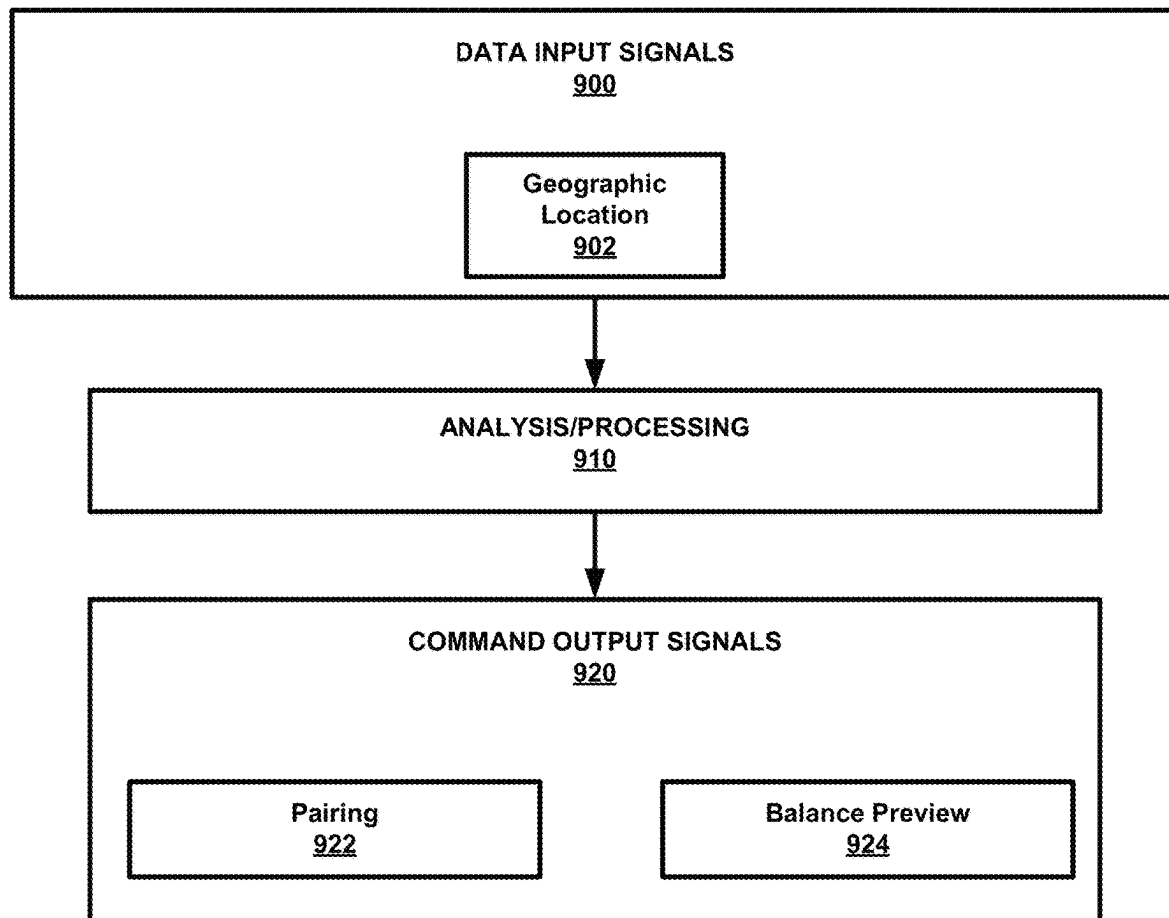 DATA INPUT SIGNALS
900
Geographic
Location
902
ANALYSIS/PROCESSING
910
COMMAND OUTPUT SIGNALS
920
Pairing
922
Balance Preview
924